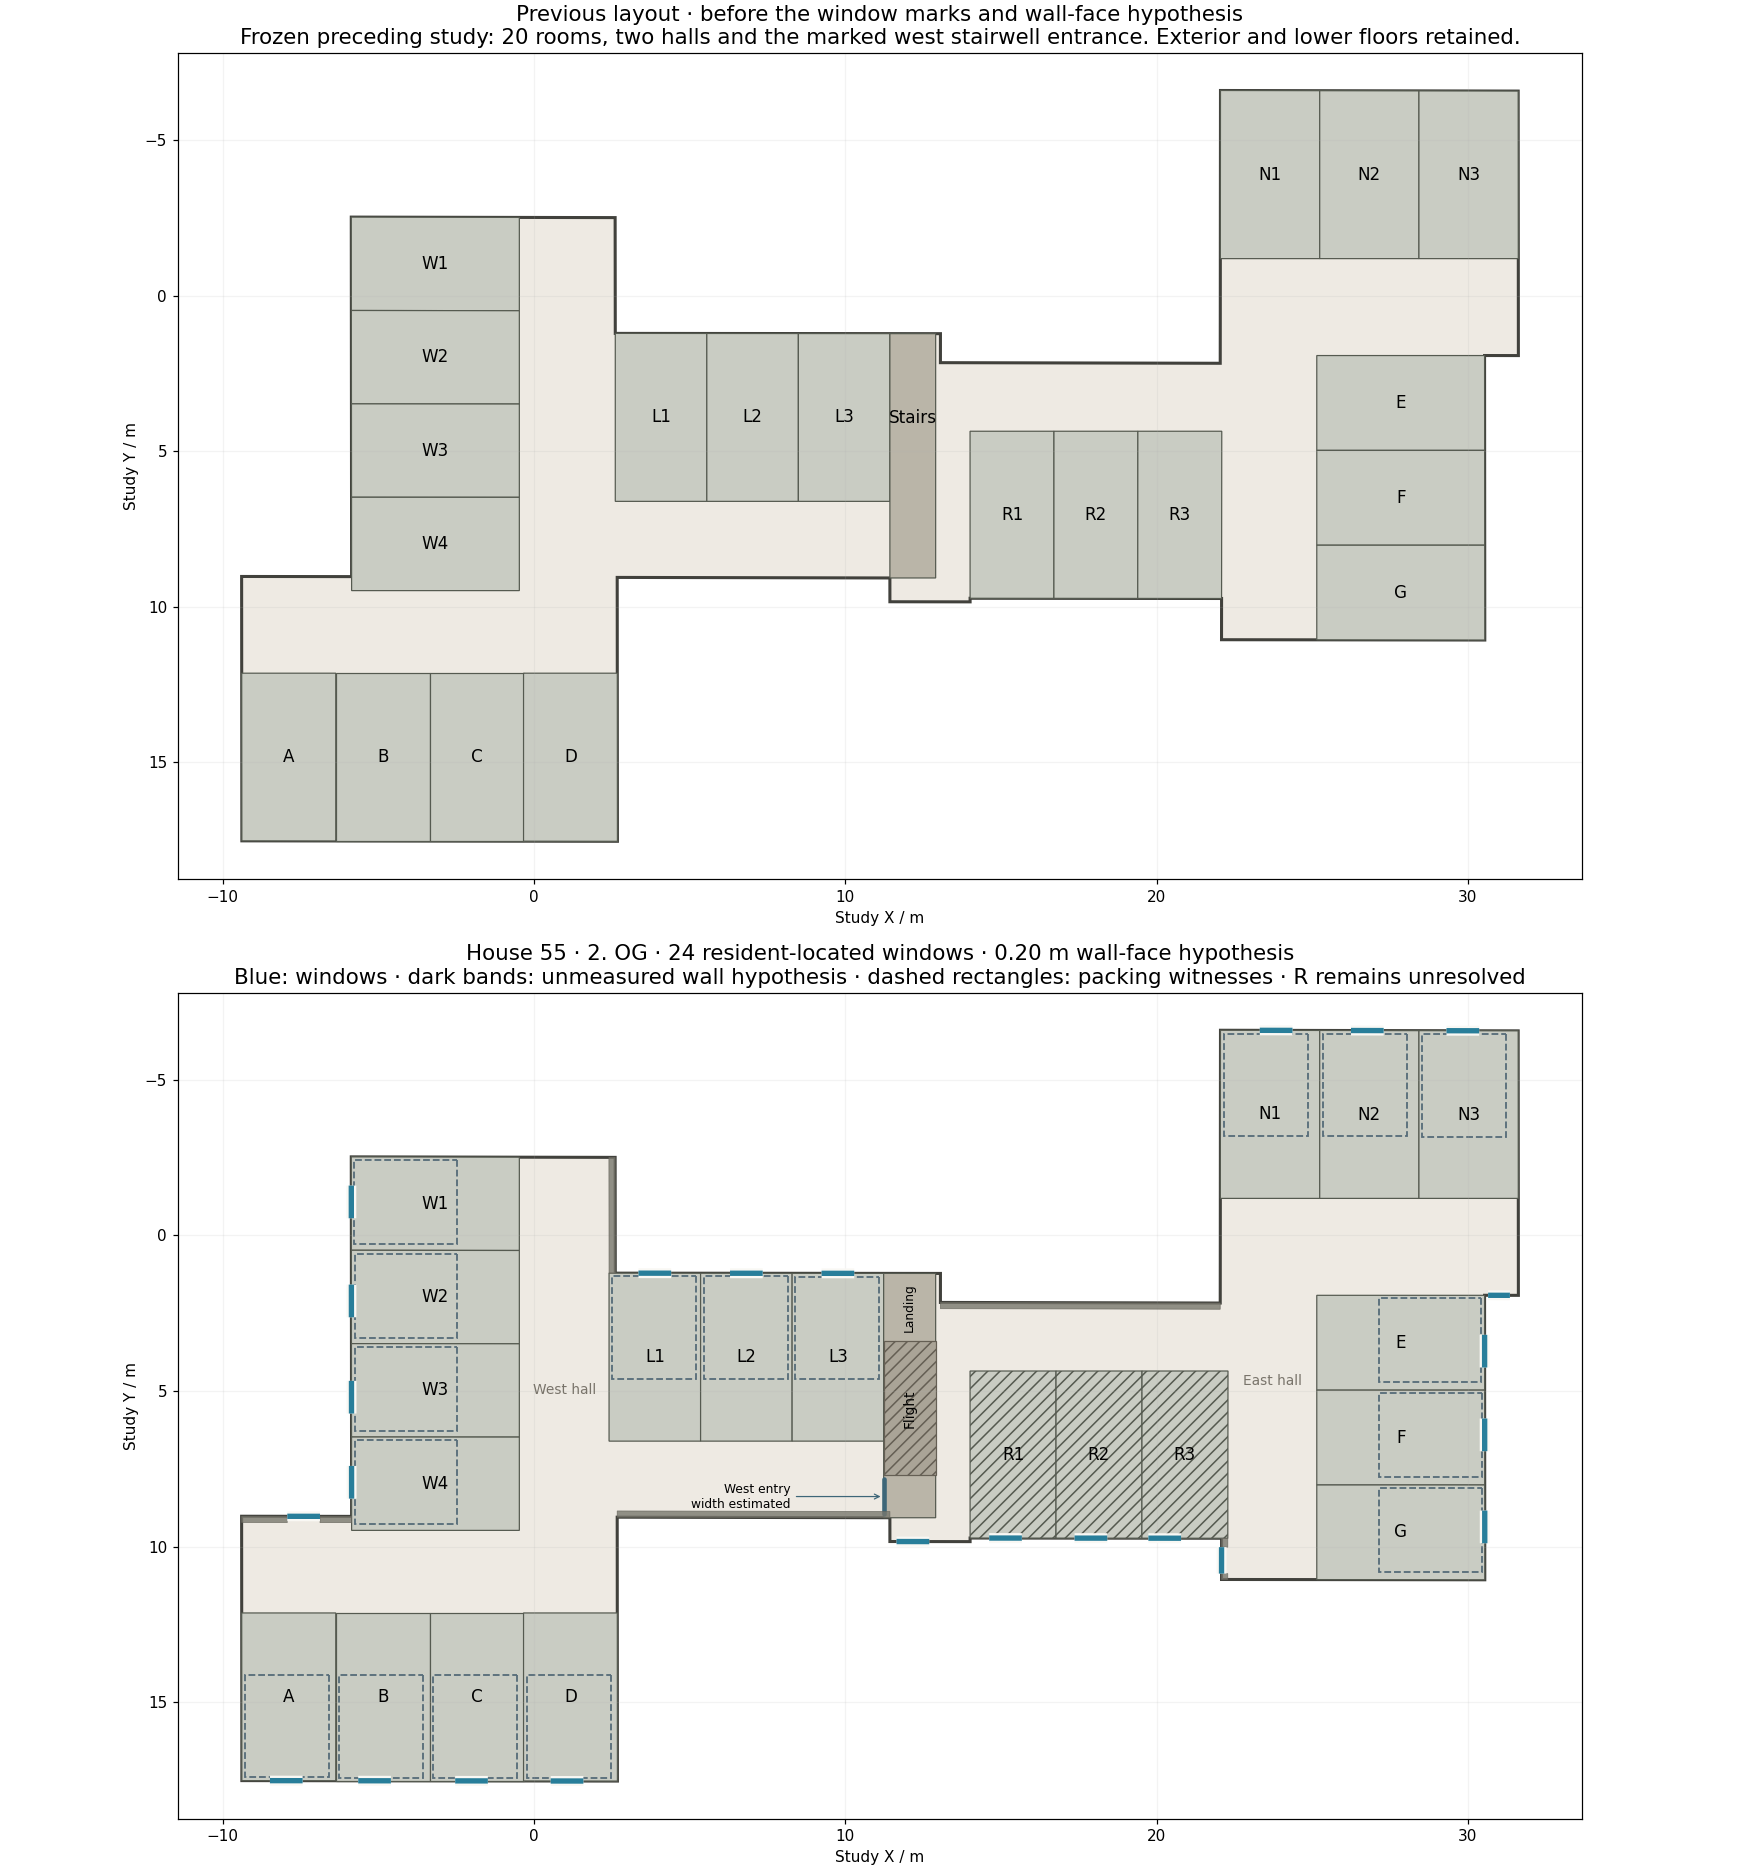 Previous layout · before the window marks and wall-face hypothesis
Frozen preceding study: 20 rooms, two halls and the marked west stairwell entrance. Exterior and lower floors retained.
−5
0
5
10
15
Study Y / m
N1
N2
N3
W1
W2
W3
W4
L1
L2
L3
Stairs
R1
R2
R3
E
F
G
A
B
C
D
−10
0
10
20
30
Study X / m
House 55 · 2. OG · 24 resident-located windows · 0.20 m wall-face hypothesis
Blue: windows · dark bands: unmeasured wall hypothesis · dashed rectangles: packing witnesses · R remains unresolved
−5
0
5
10
15
Study Y / m
N1
N2
N3
W1
W2
W3
W4
West hall
L1
L2
L3
Landing
Flight
West entry
width estimated
R1
R2
R3
East hall
E
F
G
A
B
C
D
−10
0
10
20
30
Study X / m